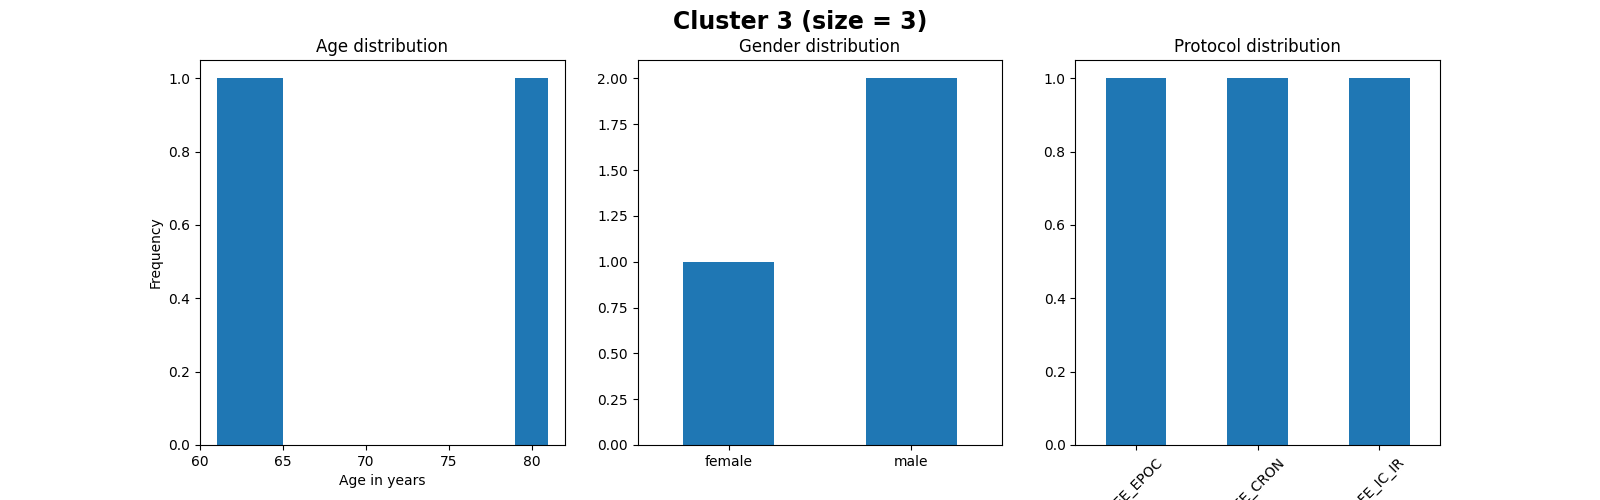 Cluster 3 (size = 3)
Age distribution
Gender distribution
Protocol distribution
1.0
0.8
0.6
0.4
0.2
0.0
Frequency
60 65 70 75 80
Age in years
2.00
1.75
1.50
1.25
1.00
0.75
0.50
0.25
0.00
female male
1.0
0.8
0.6
0.4
0.2
0.0
E_EPOC
E_CRON
FE_IC_IR